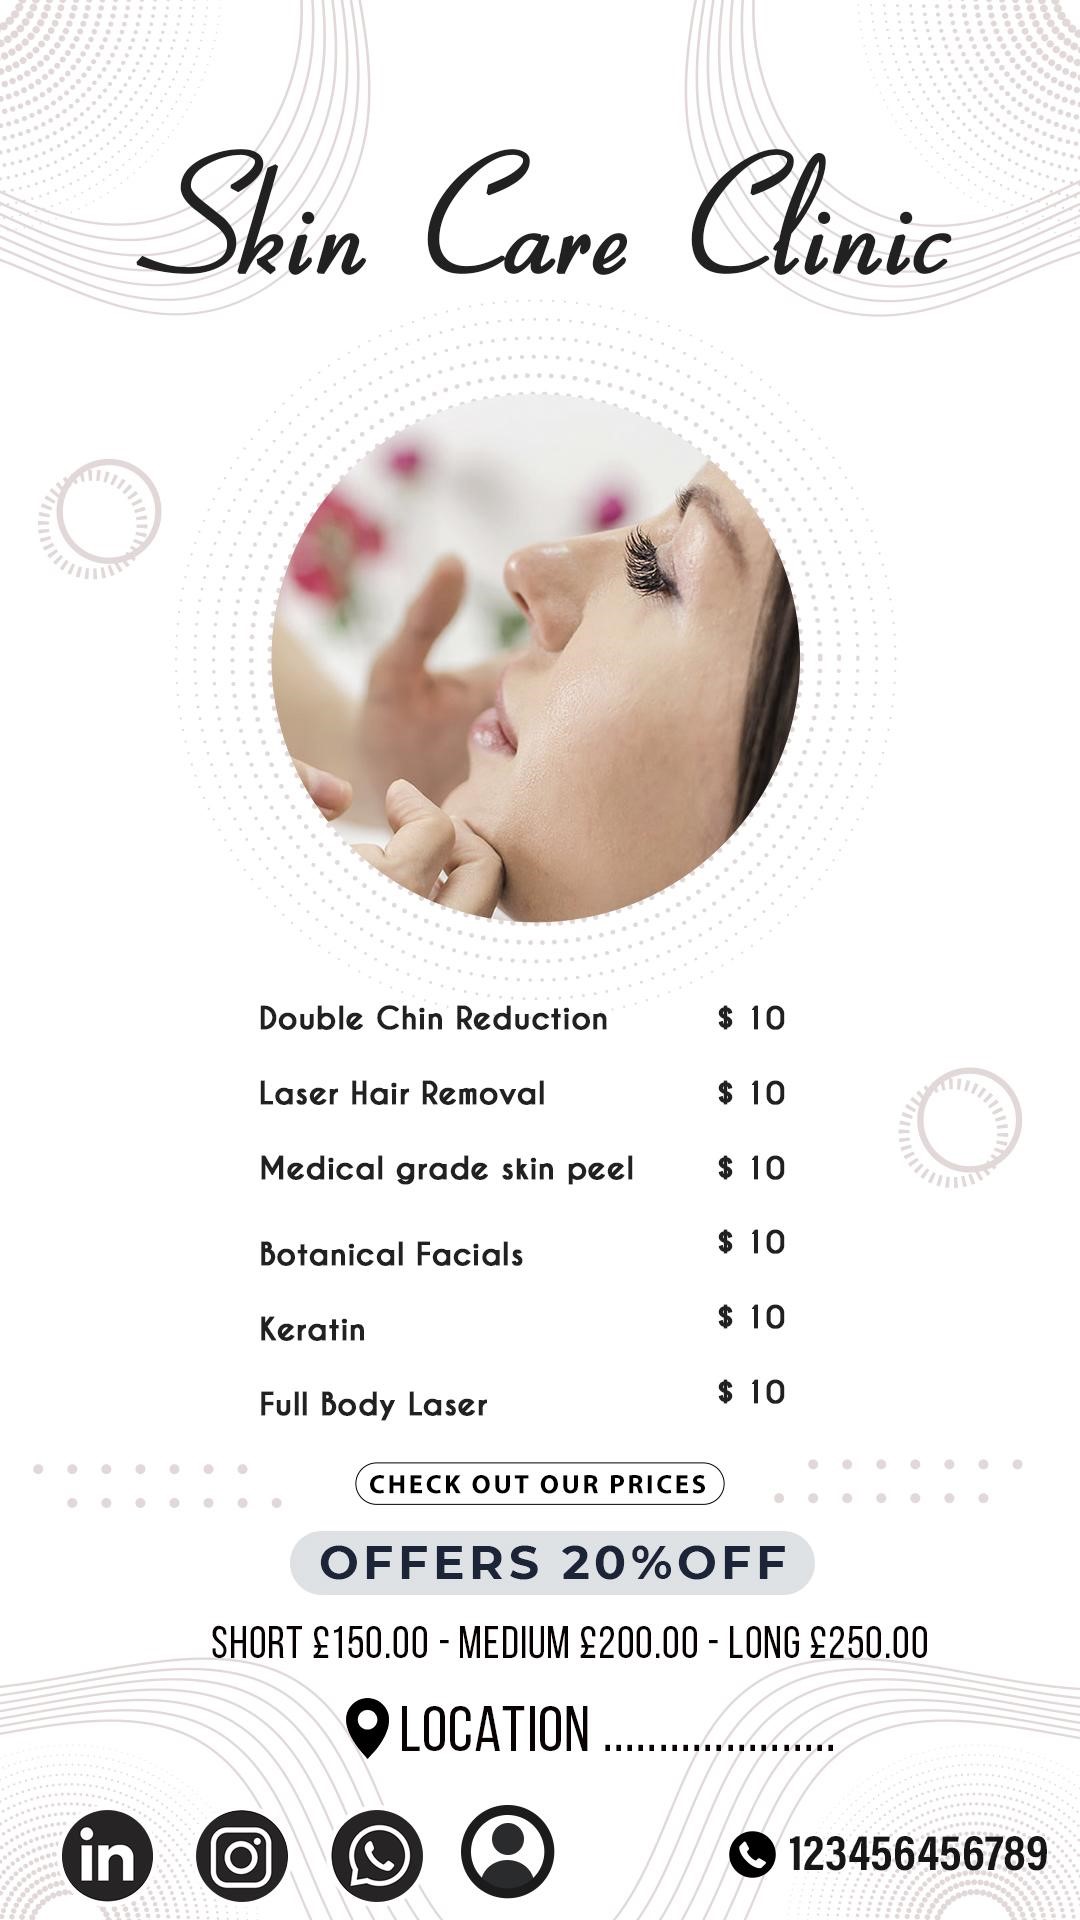 Skin Care Clinic
Double Chin Reduction $ 10
Laser Hair Removal $ 10
Medical grade skin peel $ 10
Botanical Facials $ 10
Keratin $ 10
Full Body Laser $ 10
CHECK OUT OUR PRICES
OFFERS 20%OFF
SHORT £150.00 - MEDIUM £200.00 - LONG £250.00
LOCATION .....................
in
123456456789